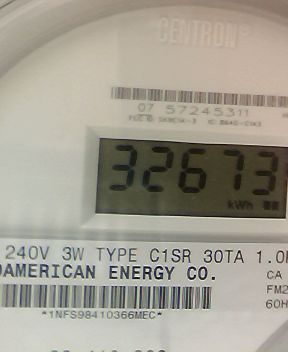 CENTRON®
07 57245311
32673
kWh
240V 3W TYPE C1SR 30TA 1.0
AMERICAN ENERGY CO.
CA
FM2
60H
*1NFS98410366MEC*